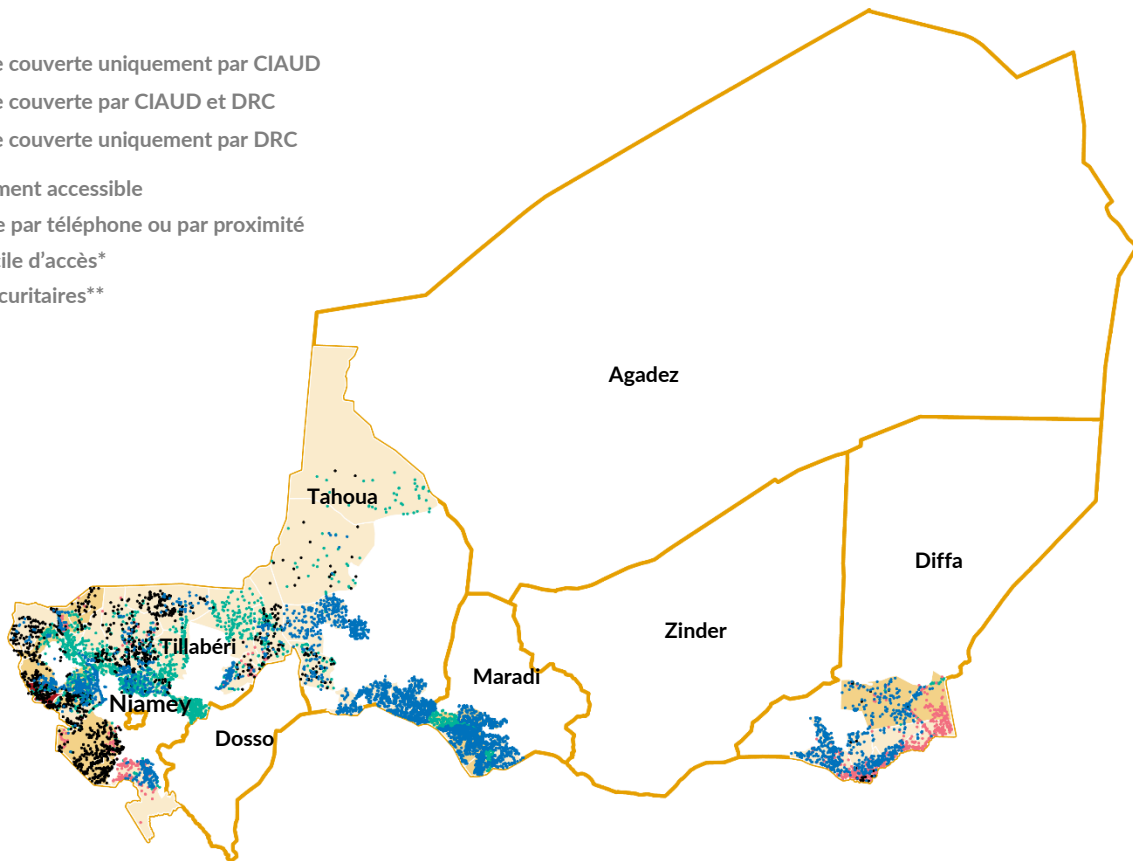 e couverte uniquement par CIAUD
e couverte par CIAUD et DRC
e couverte uniquement par DRC
ment accessible
e par téléphone ou par proximité
cile d'accès*
curitaires**
Agadez
Tahoua
Diffa
Zinder
Tillabéri
Maradi
Niamey
Dosso